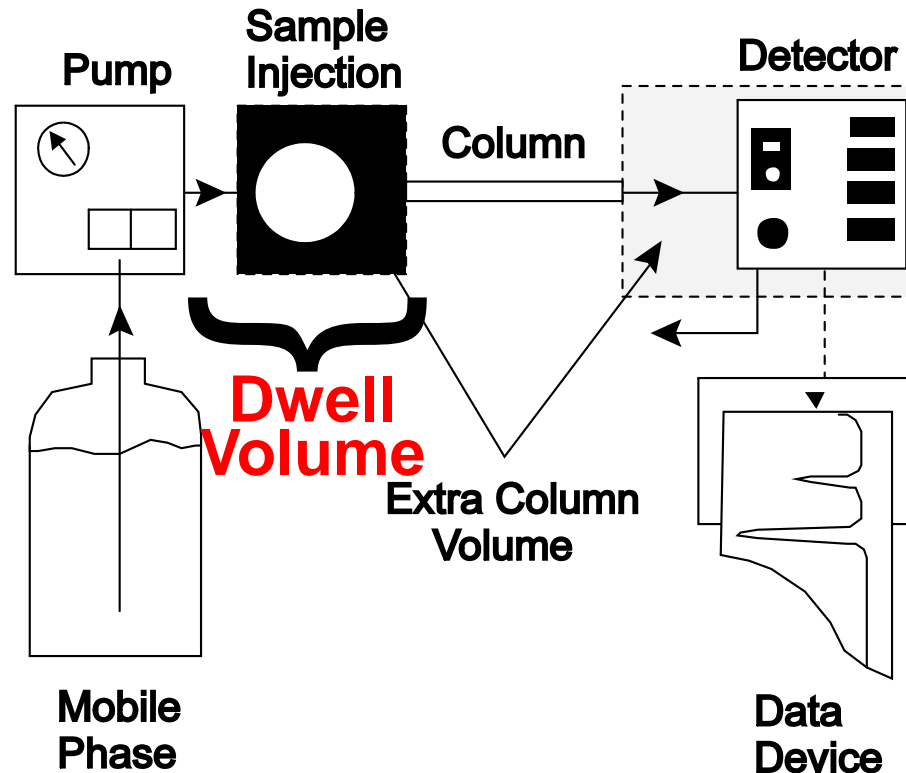 Sample
Injection
Pump
Detector
Column
Dwell
Volume
Extra Column
Volume
Mobile
Phase
Data
Device